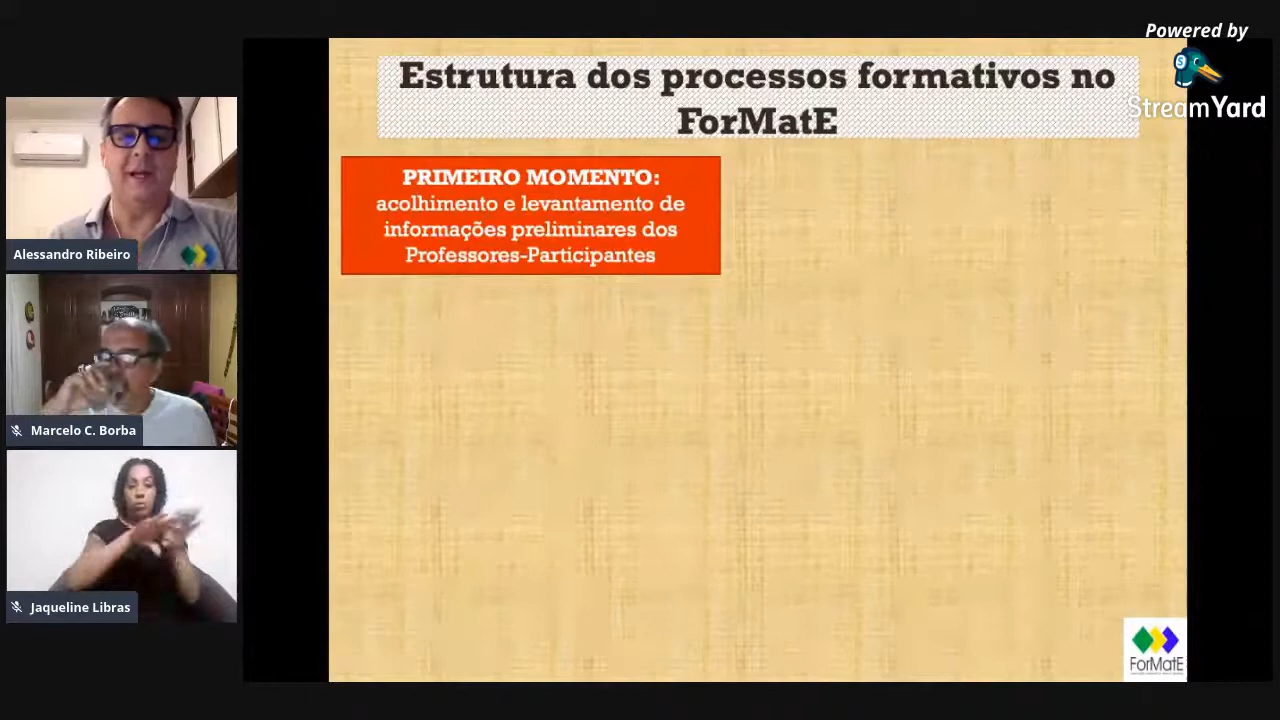 Powered by
StreamYard
Estrutura dos processos formativos no
ForMatE
PRIMEIRO MOMENTO:
acolhimento e levantamento de
informações preliminares dos
Professores-Participantes
Alessandro Ribeiro
Marcelo C. Borba
Jaqueline Libras
ForMatE